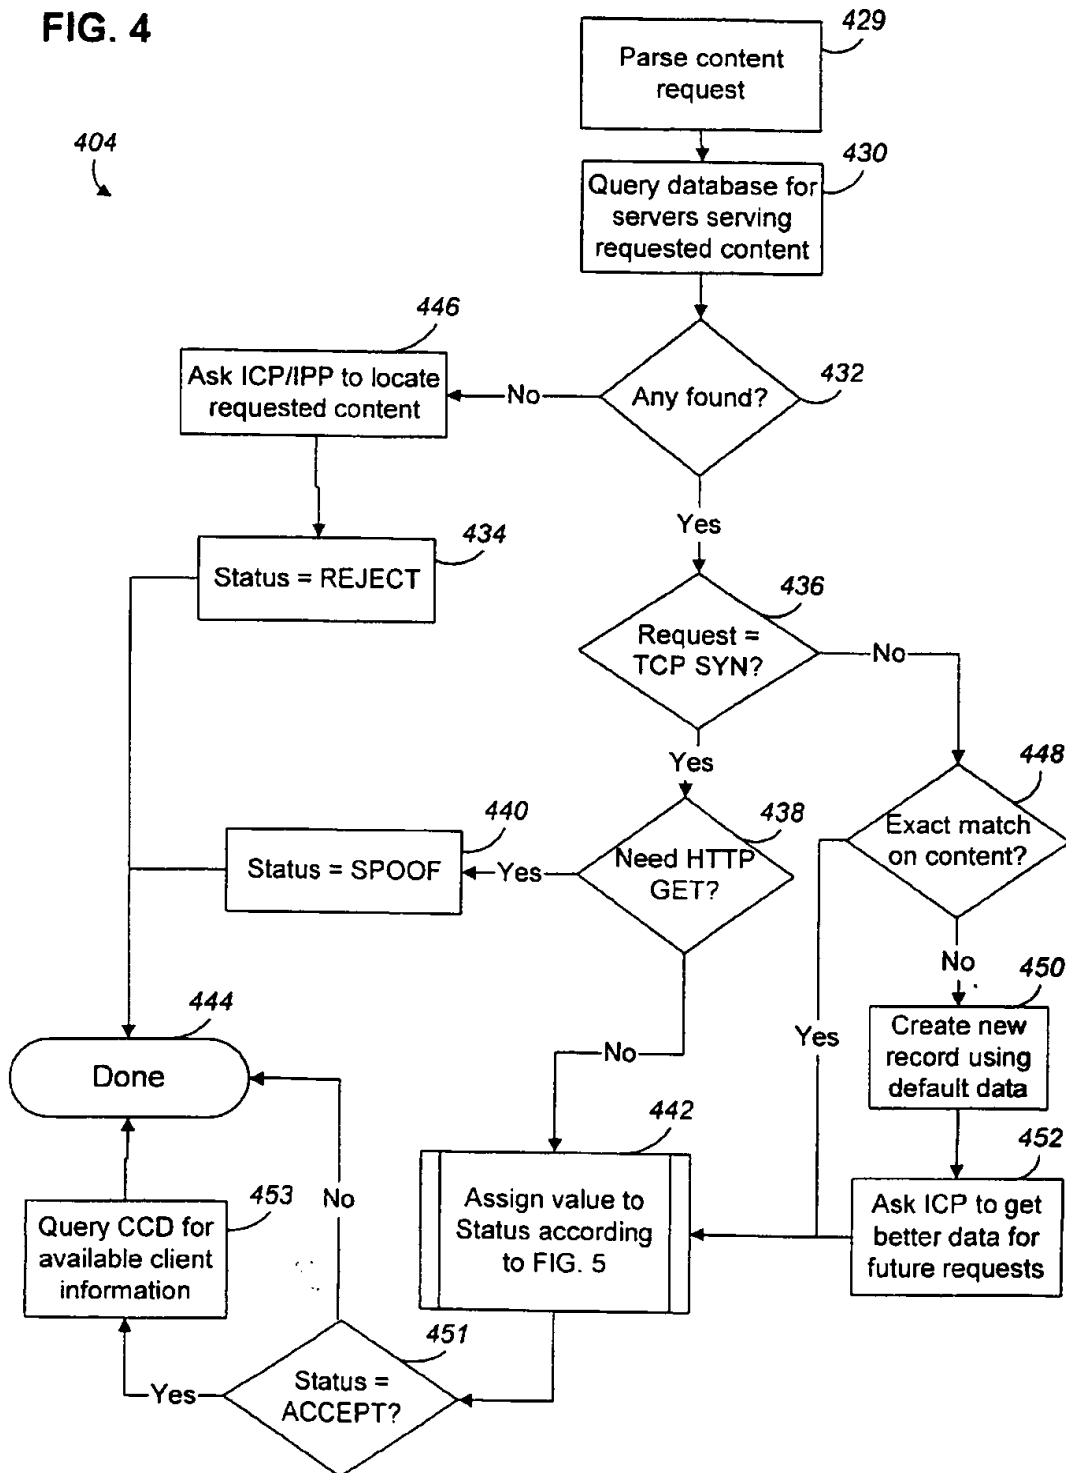 FIG. 4
429
Parse content
request
404
430
Query database for
servers serving
requested content
446
Ask ICP/IPP to locate
requested content
No
Any found?
432
Yes
434
Status = REJECT
436
Request =
TCP SYN?
No
Yes
448
Exact match
on content?
440
Status = SPOOF
Yes
438
Need HTTP
GET?
No
450
Create new
record using
default data
Yes
444
Done
No
442
Assign value to
Status according
to FIG. 5
452
Ask ICP to get
better data for
future requests
453
Query CCD for
available client
information
No
451
Status =
ACCEPT?
Yes